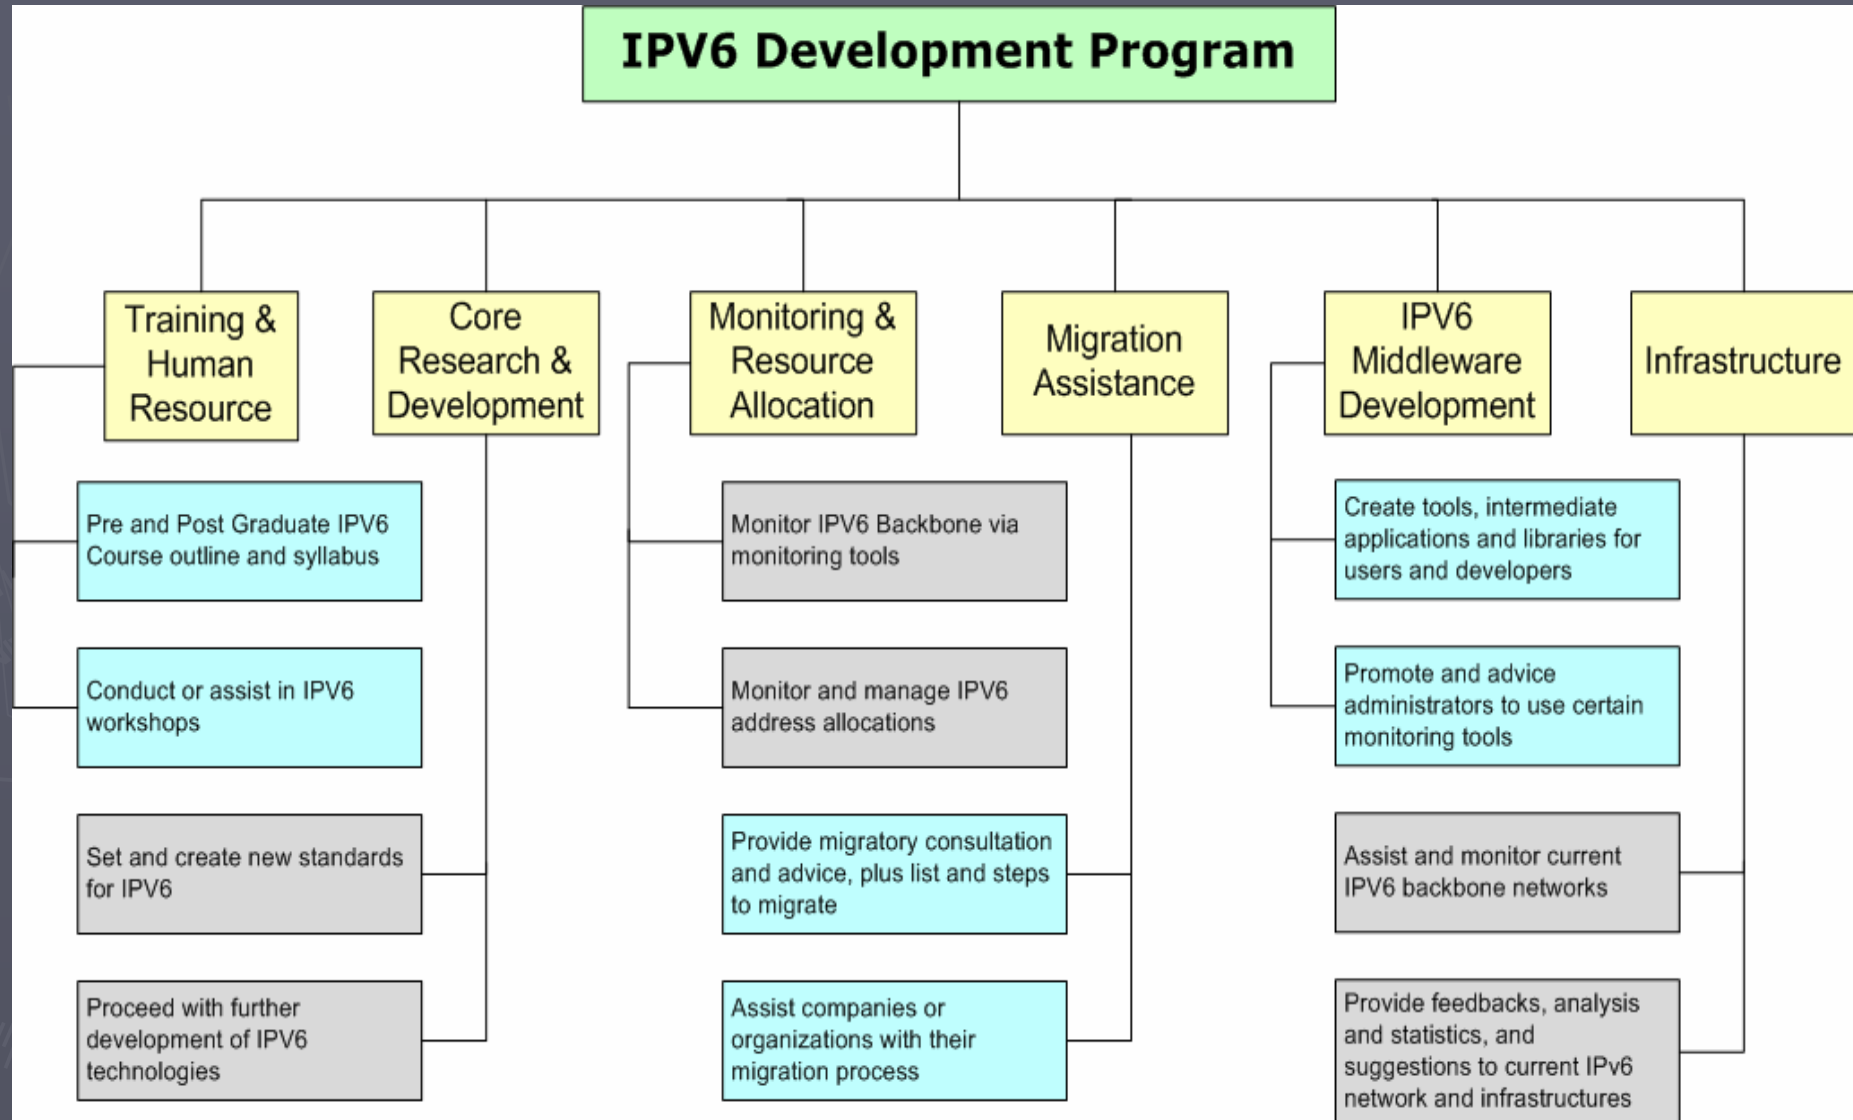 IPV6 Development Program
Training &
Human
Resource
Core
Research &
Development
Monitoring &
Resource
Allocation
Migration
Assistance
IPV6
Middleware
Development
Infrastructure
Pre and Post Graduate IPV6
Course outline and syllabus
Conduct or assist in IPV6
workshops
Set and create new standards
for IPV6
Proceed with further
development of IPV6
technologies
Monitor IPV6 Backbone via
monitoring tools
Monitor and manage IPV6
address allocations
Provide migratory consultation
and advice, plus list and steps
to migrate
Assist companies or
organizations with their
migration process
Create tools, intermediate
applications and libraries for
users and developers
Promote and advice
administrators to use certain
monitoring tools
Assist and monitor current
IPV6 backbone networks
Provide feedbacks, analysis
and statistics, and
suggestions to current IPv6
network and infrastructures